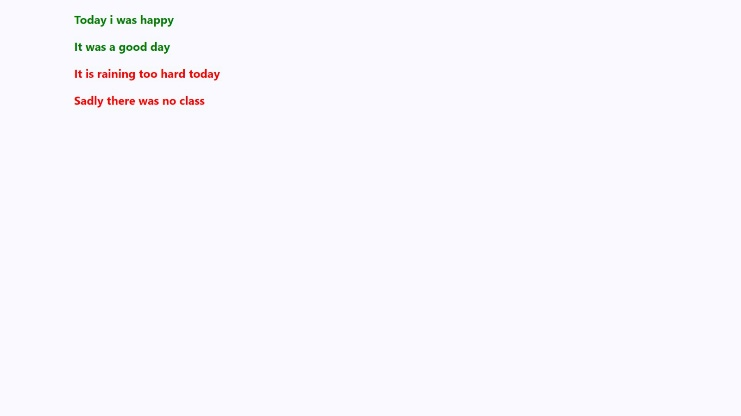 Today i was happy
It was a good day
It is raining too hard today
Sadly there was no class